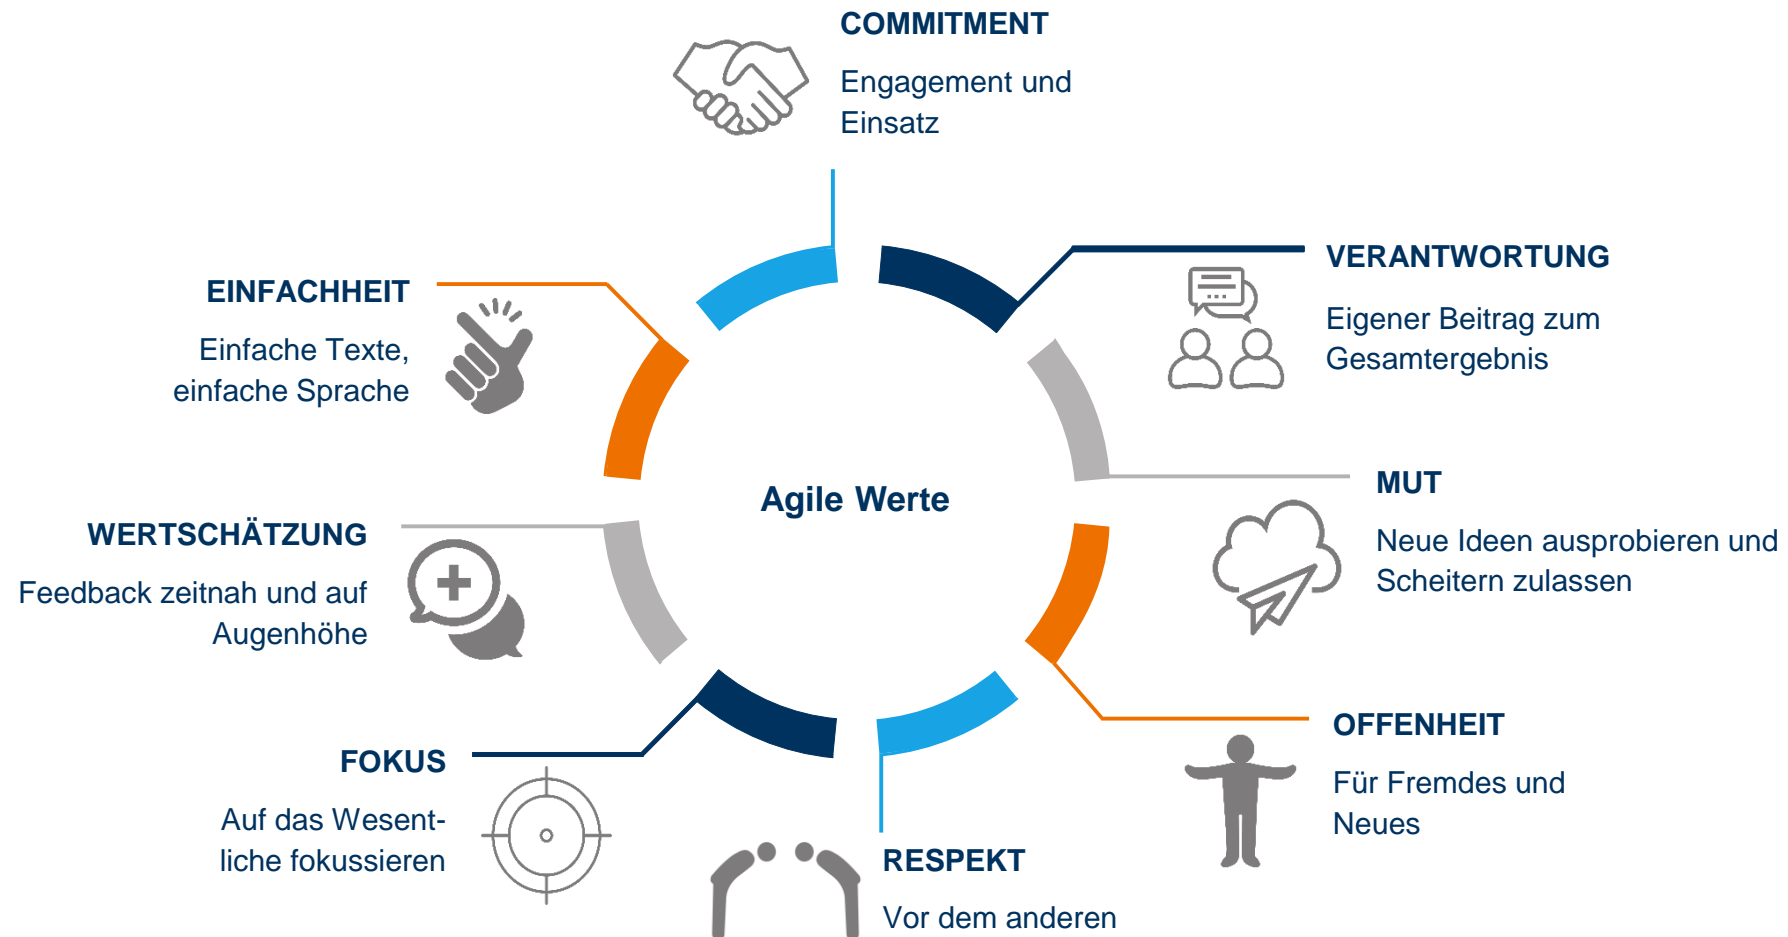 COMMITMENT
Engagement und
Einsatz
VERANTWORTUNG
Eigener Beitrag zum
Gesamtergebnis
MUT
Neue Ideen ausprobieren und
Scheitern zulassen
OFFENHEIT
Für Fremdes und
Neues
RESPEKT
Vor dem anderen
FOKUS
Auf das Wesent-
liche fokussieren
WERTSCHÄTZUNG
Feedback zeitnah und auf
Augenhöhe
EINFACHHEIT
Einfache Texte,
einfache Sprache
Agile Werte